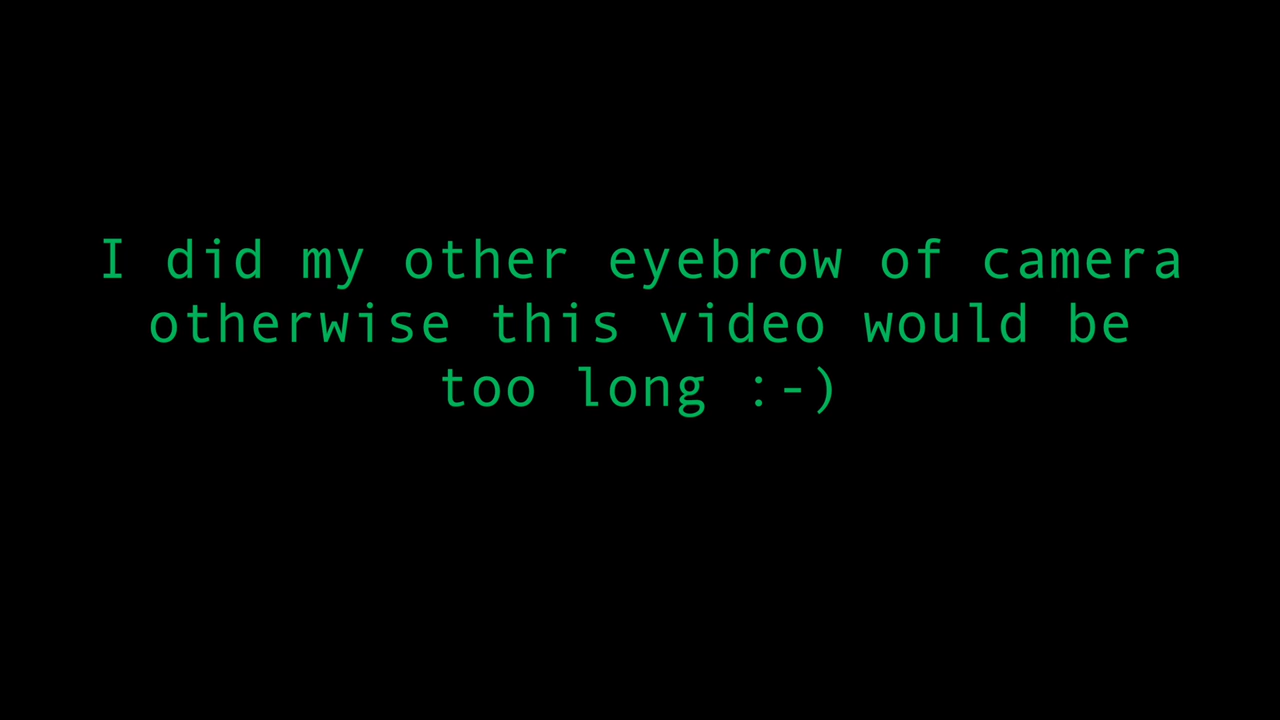 I did my other eyebrow of camera
otherwise this video would be
too long :-)